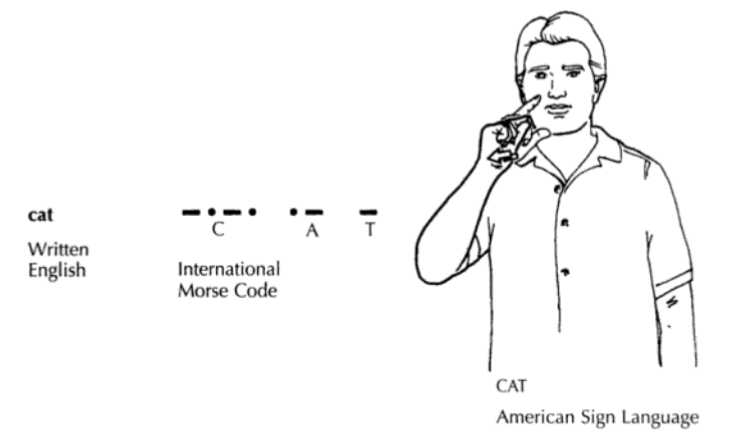 cat
Written
English
C A T
International
Morse Code
CAT
American Sign Language